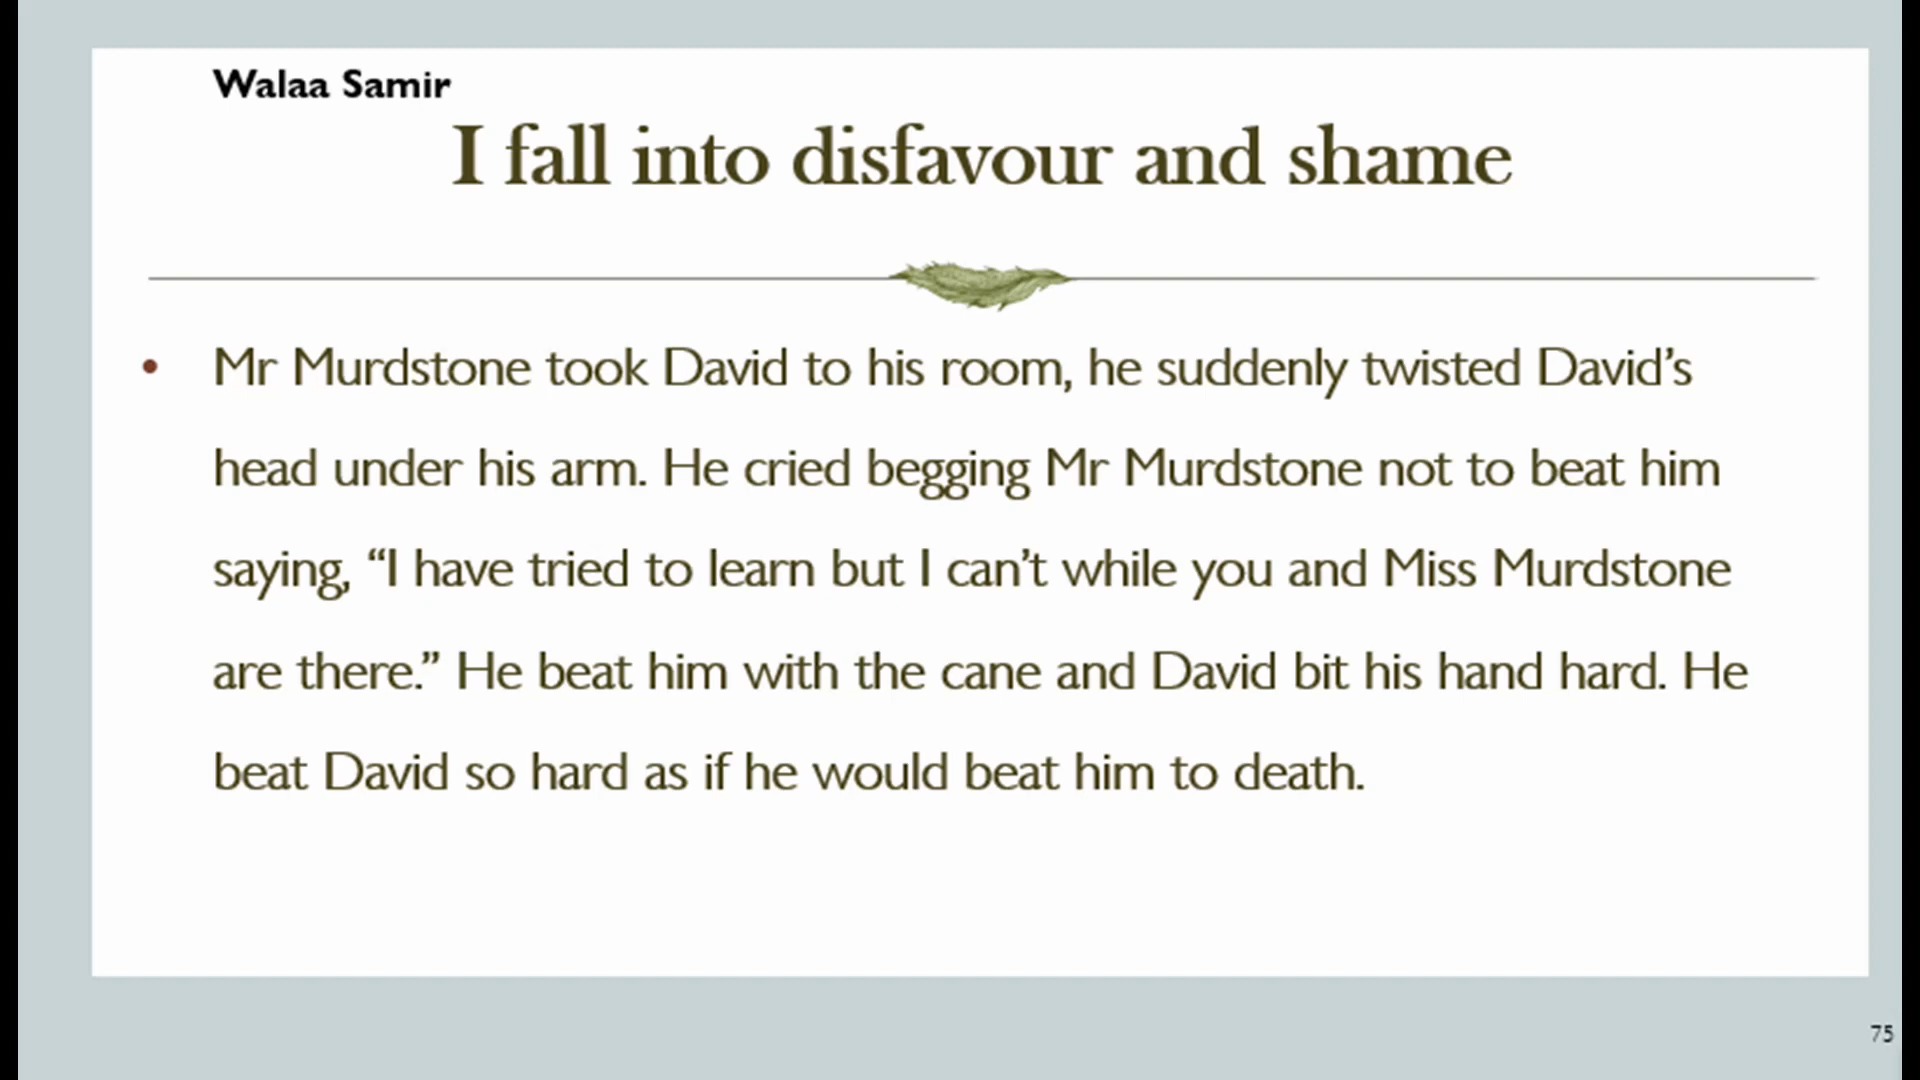 Walaa Samir
I fall into disfavour and shame
• Mr Murdstone took David to his room, he suddenly twisted David’s
head under his arm. He cried begging Mr Murdstone not to beat him
saying, “I have tried to learn but I can’t while you and Miss Murdstone
are there.” He beat him with the cane and David bit his hand hard. He
beat David so hard as if he would beat him to death.
75